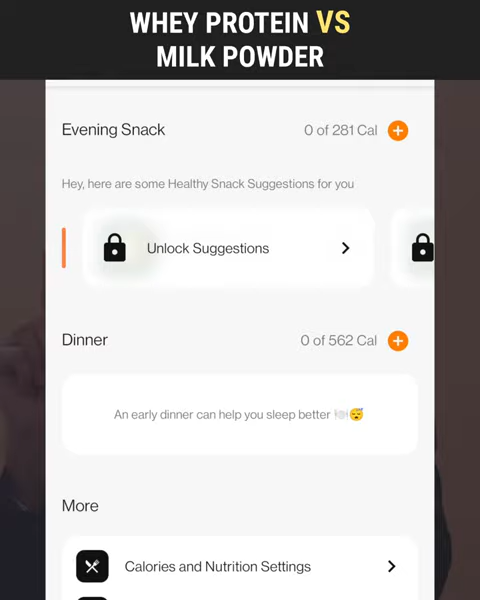 WHEY PROTEIN VS
MILK POWDER
Evening Snack
0 of 281 Cal
Hey, here are some Healthy Snack Suggestions for you
Unlock Suggestions
Dinner
0 of 562 Cal
An early dinner can help you sleep better 🍽😴
More
Calories and Nutrition Settings